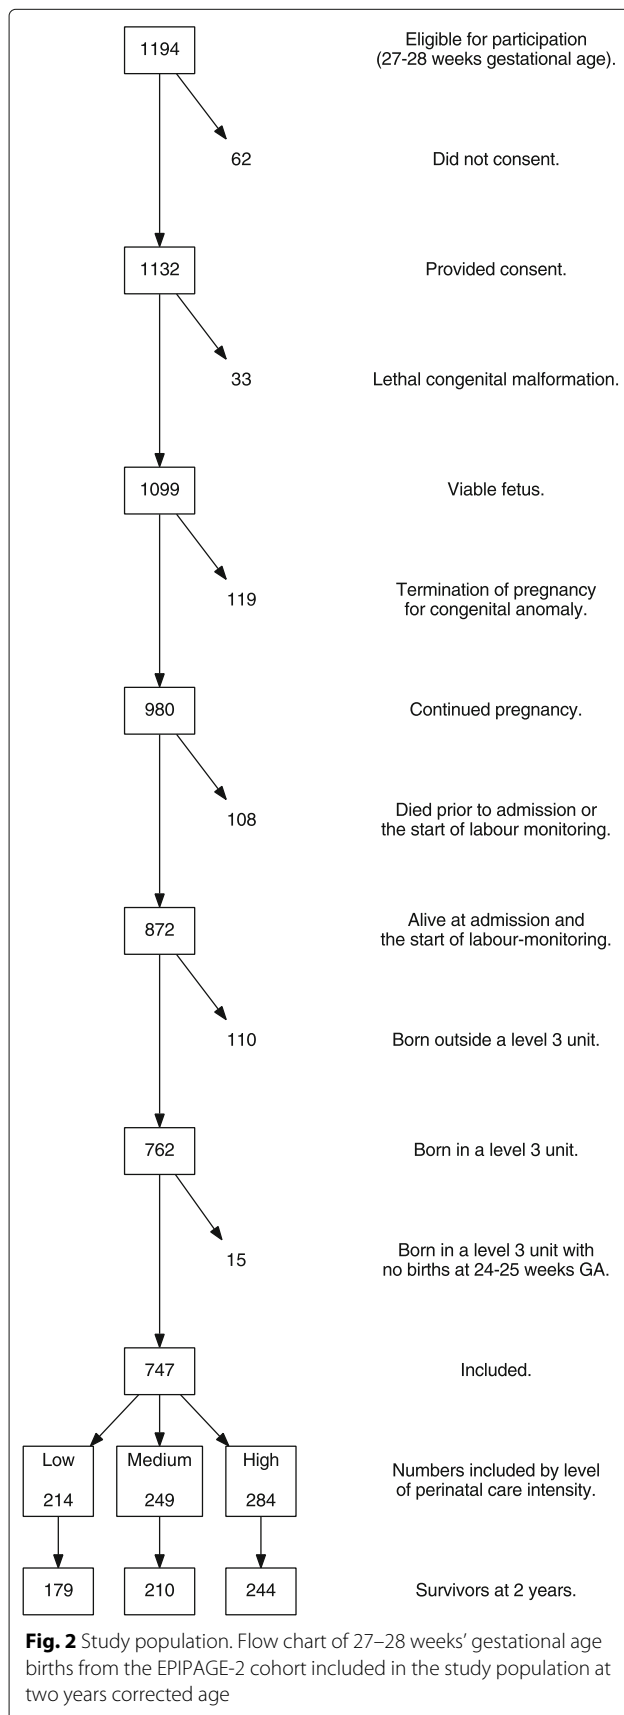 1194
Eligible for participation
(27-28 weeks gestational age).
62
Did not consent.
1132
Provided consent.
33
Lethal congenital malformation.
1099
Viable fetus.
119
Termination of pregnancy
for congenital anomaly.
980
Continued pregnancy.
108
Died prior to admission or
the start of labour monitoring.
872
Alive at admission and
the start of labour-monitoring.
110
Born outside a level 3 unit.
762
Born in a level 3 unit.
15
Born in a level 3 unit with
no births at 24-25 weeks GA.
747
Included.
Low
214
Medium
249
High
284
Numbers included by level
of perinatal care intensity.
179
210
244
Survivors at 2 years.
Fig. 2 Study population. Flow chart of 27–28 weeks’ gestational age
births from the EPIPAGE-2 cohort included in the study population at
two years corrected age